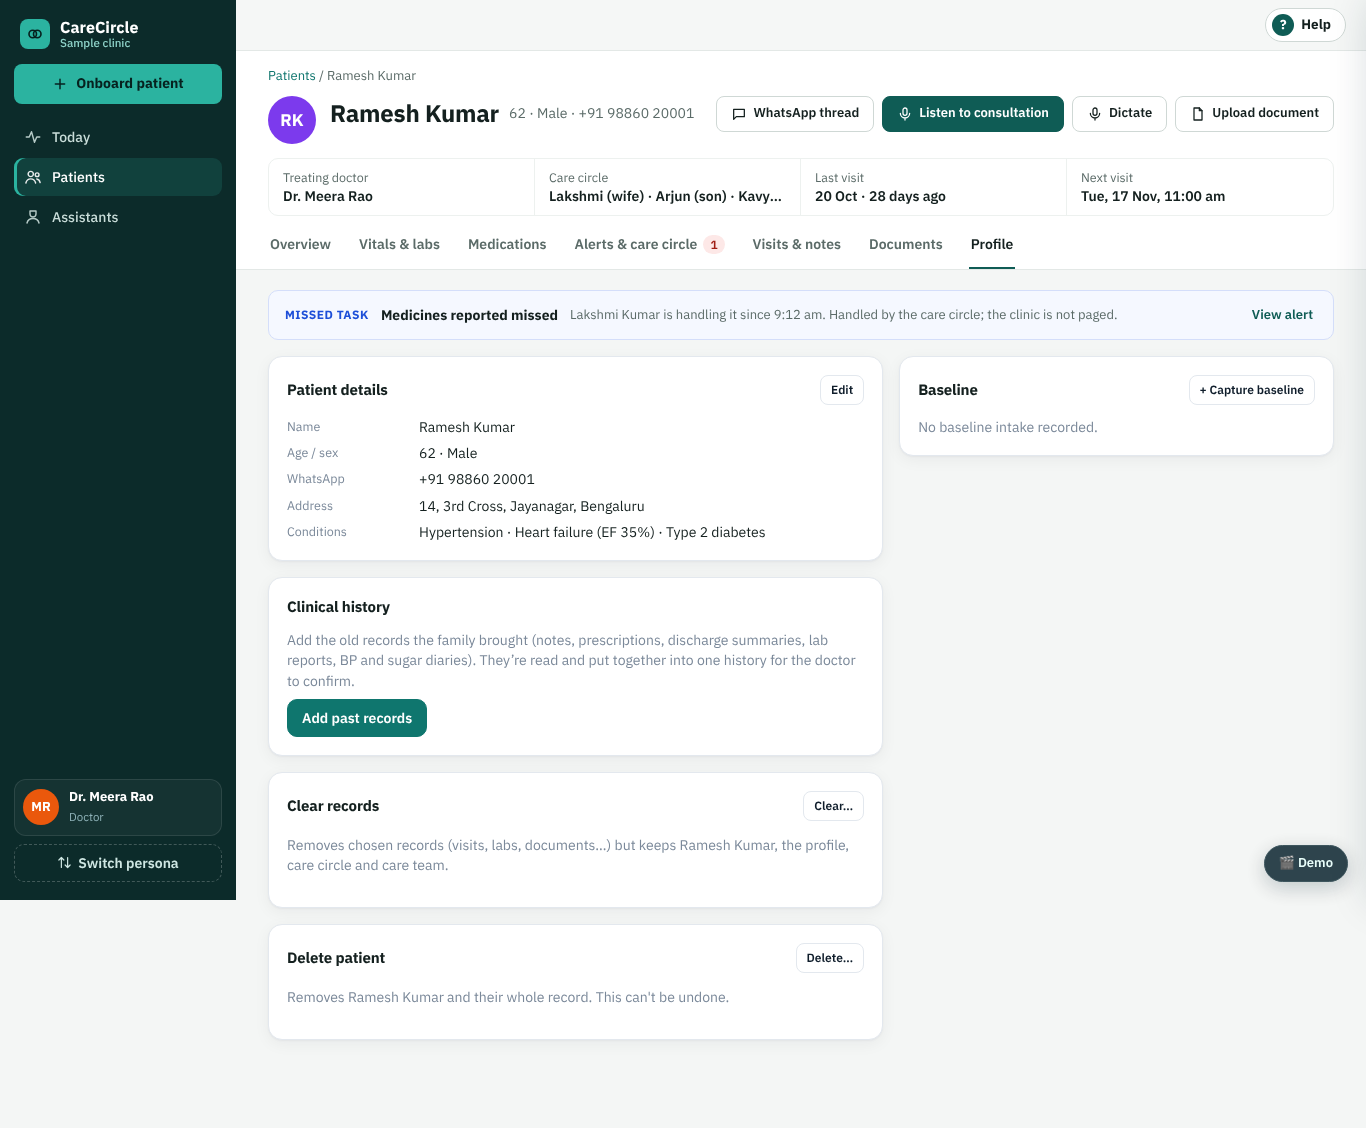 CareCircle
Sample clinic
+ Onboard patient
Today
Patients
Assistants
Dr. Meera Rao
MR
Doctor
Switch persona
? Help
Patients / Ramesh Kumar
RK
Ramesh Kumar 62 · Male · +91 98860 20001
WhatsApp thread
Listen to consultation
Dictate
Upload document
Treating doctor
Dr. Meera Rao
Care circle
Lakshmi (wife) · Arjun (son) · Kavy...
Last visit
20 Oct · 28 days ago
Next visit
Tue, 17 Nov, 11:00 am
Overview
Vitals & labs
Medications
Alerts & care circle 1
Visits & notes
Documents
Profile
MISSED TASK Medicines reported missed Lakshmi Kumar is handling it since 9:12 am. Handled by the care circle; the clinic is not paged. View alert
Patient details
Edit
Name Ramesh Kumar
Age / sex 62 · Male
WhatsApp +91 98860 20001
Address 14, 3rd Cross, Jayanagar, Bengaluru
Conditions Hypertension · Heart failure (EF 35%) · Type 2 diabetes
Baseline
+ Capture baseline
No baseline intake recorded.
Clinical history
Add the old records the family brought (notes, prescriptions, discharge summaries, lab
reports, BP and sugar diaries). They're read and put together into one history for the doctor
to confirm.
Add past records
Clear records
Clear...
Removes chosen records (visits, labs, documents...) but keeps Ramesh Kumar, the profile,
care circle and care team.
Demo
Delete patient
Delete...
Removes Ramesh Kumar and their whole record. This can't be undone.